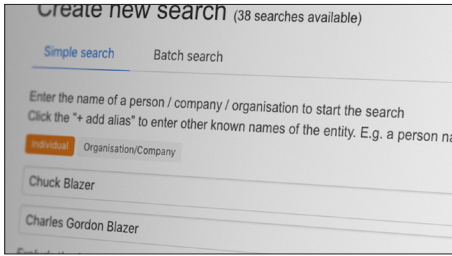 Create new search (38 searches available)
Simple search Batch search
Enter the name of a person / company / organisation to start the search
Click the "+ add alias" to enter other known names of the entity. E.g. a person
Individual Organisation/Company
Chuck Blazer
Charles Gordon Blazer